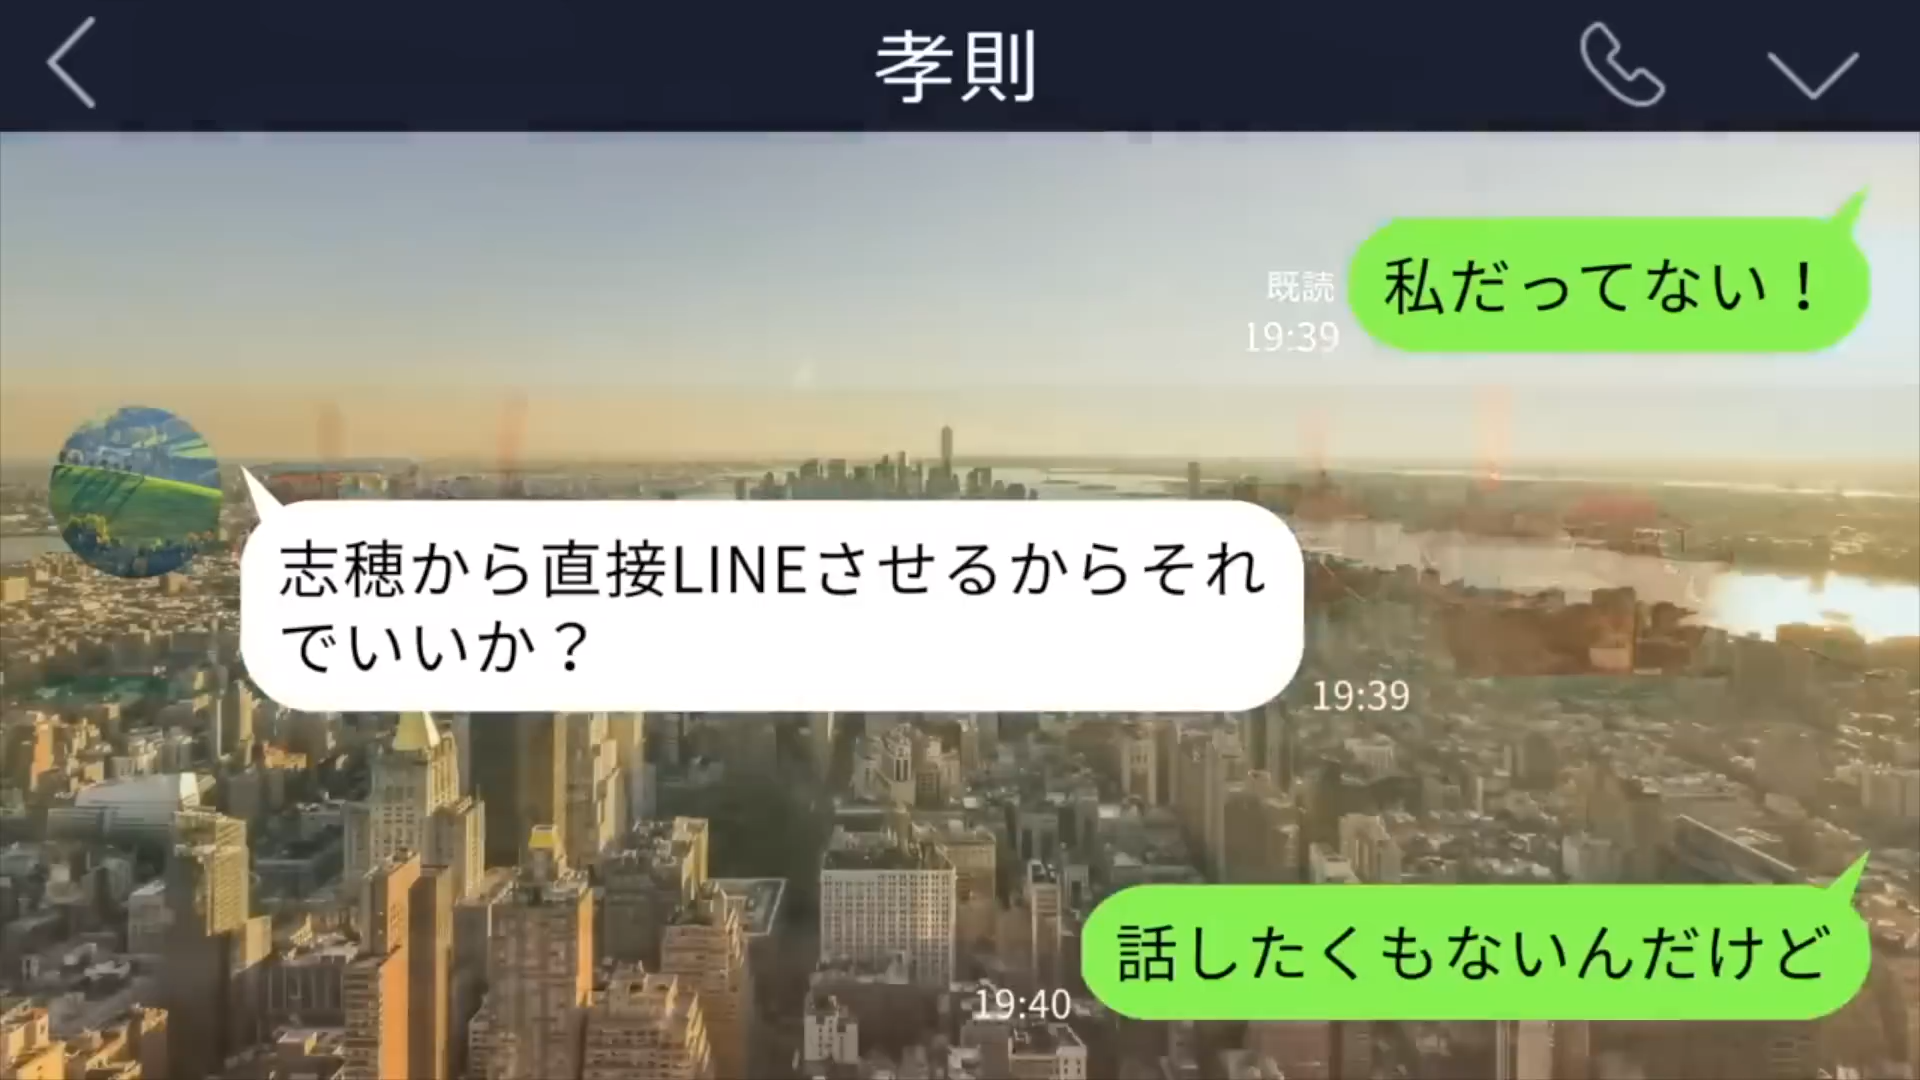 孝則
私だってない！
既読
19:39
志穂から直接LINEさせるからそれ
でいいか？
19:39
話したくもないんだけど
19:40